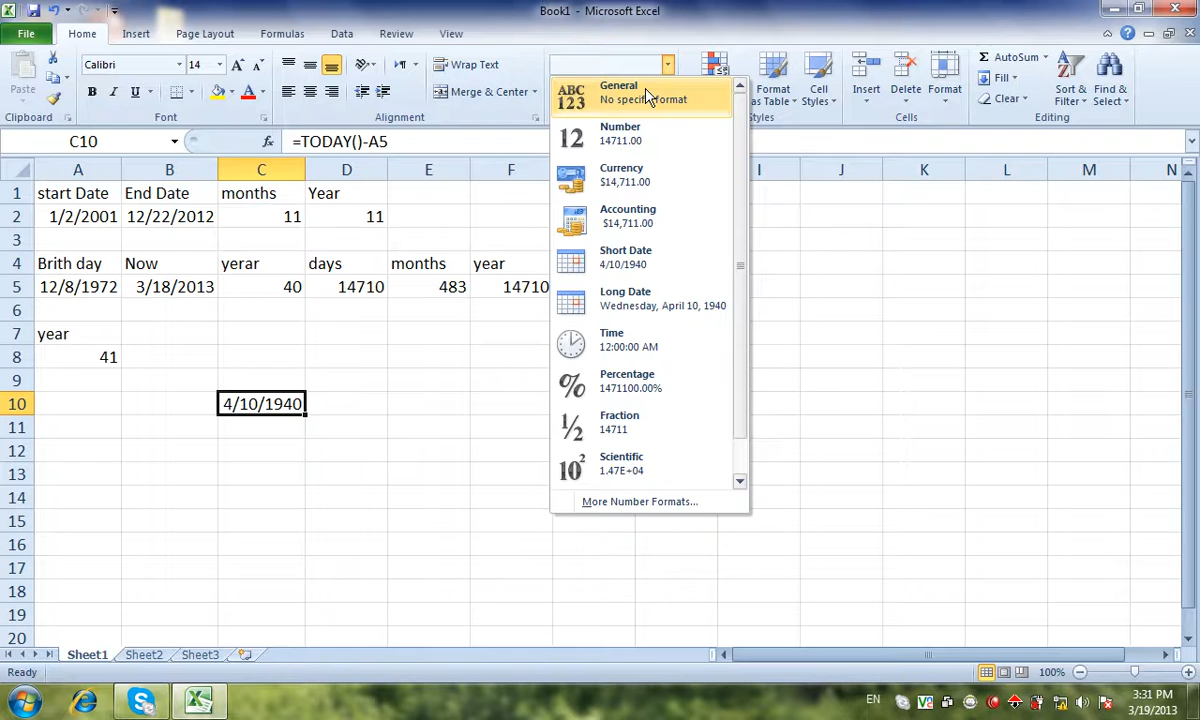 Book1 - Microsoft Excel
File Home Insert Page Layout Formulas Data Review View
Paste
Clipboard
Calibri 14
B I U
Font
Wrap Text
Merge & Center
Alignment
Format
as Table
Cell
Styles
Styles
Insert Delete Format
Cells
AutoSum
Fill
Clear
Sort &
Filter
Find &
Select
Editing
C10 fx =TODAY()-A5
General
No specific format
Number
14711.00
Currency
$14,711.00
Accounting
$14,711.00
Short Date
4/10/1940
Long Date
Wednesday, April 10, 1940
Time
12:00:00 AM
Percentage
1471100.00%
Fraction
14711
Scientific
1.47E+04
More Number Formats...
A B C D E F I J K L M N
1 start Date End Date months Year
2 1/2/2001 12/22/2012 11 11
3
4 Brith day Now yerar days months year
5 12/8/1972 3/18/2013 40 14710 483 14710
6
7 year
8 41
9
10 4/10/1940
11
12
13
14
15
16
17
18
19
20
Sheet1 Sheet2 Sheet3
Ready 100%
EN
3:31 PM
3/19/2013